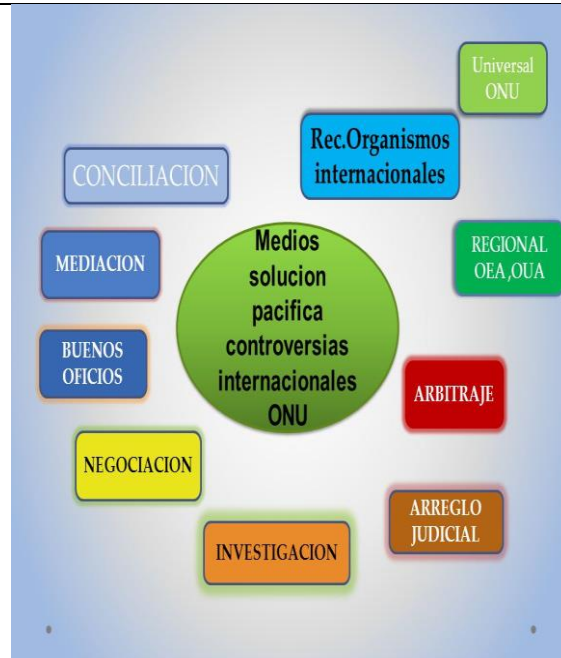 Universal
ONU
Rec.Organismos
internacionales
CONCILIACION
REGIONAL
OEA,OUA
MEDIACION
Medios
solucion
pacifica
controversias
internacionales
ONU
BUENOS
OFICIOS
ARBITRAJE
NEGOCIACION
ARREGLO
JUDICIAL
INVESTIGACION